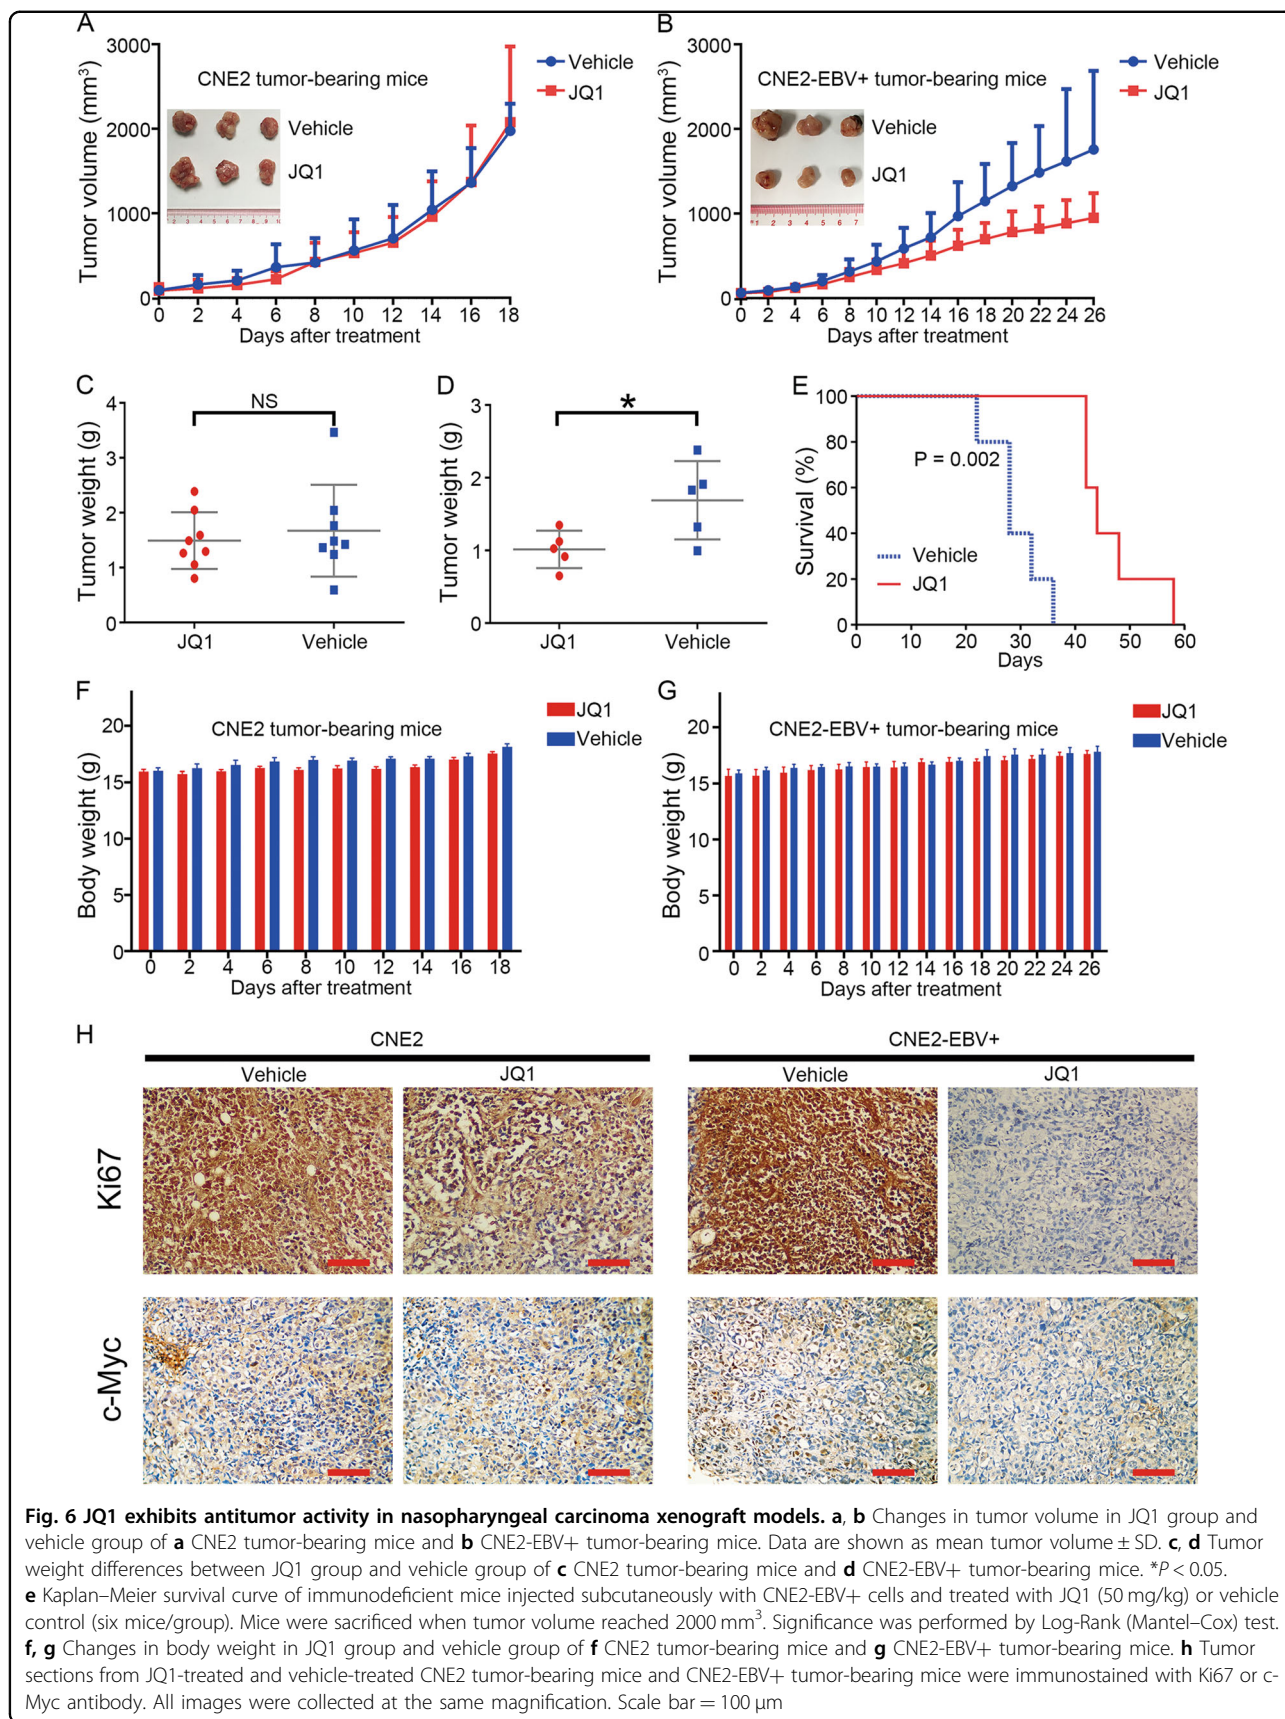 A
Tumor volume (mm3)
3000
2000
1000
0
CNE2 tumor-bearing mice
Vehicle
JQ1
Vehicle
JQ1
0 2 4 6 8 10 12 14 16 18
Days after treatment
B
Tumor volume (mm3)
3000
2000
1000
0
CNE2-EBV+ tumor-bearing mice
Vehicle
JQ1
Vehicle
JQ1
0 2 4 6 8 10 12 14 16 18 20 22 24 26
Days after treatment
C
Tumor weight (g)
4
3
2
1
0
NS
JQ1 Vehicle
D
Tumor weight (g)
3
2
1
0
*
JQ1 Vehicle
E
Survival (%)
100
80
60
40
20
0
P = 0.002
Vehicle
JQ1
0 10 20 30 40 50 60
Days
F
Body weight (g)
20
15
10
5
0
CNE2 tumor-bearing mice
JQ1
Vehicle
0 2 4 6 8 10 12 14 16 18
Days after treatment
G
Body weight (g)
20
15
10
5
0
CNE2-EBV+ tumor-bearing mice
JQ1
Vehicle
0 2 4 6 8 10 12 14 16 18 20 22 24 26
Days after treatment
H
CNE2 CNE2-EBV+
Vehicle JQ1 Vehicle JQ1
Ki67
c-Myc
Fig. 6 JQ1 exhibits antitumor activity in nasopharyngeal carcinoma xenograft models. a, b Changes in tumor volume in JQ1 group and
vehicle group of a CNE2 tumor-bearing mice and b CNE2-EBV+ tumor-bearing mice. Data are shown as mean tumor volume ± SD. c, d Tumor
weight differences between JQ1 group and vehicle group of c CNE2 tumor-bearing mice and d CNE2-EBV+ tumor-bearing mice. *P < 0.05.
e Kaplan–Meier survival curve of immunodeficient mice injected subcutaneously with CNE2-EBV+ cells and treated with JQ1 (50 mg/kg) or vehicle
control (six mice/group). Mice were sacrificed when tumor volume reached 2000 mm3. Significance was performed by Log-Rank (Mantel–Cox) test.
f, g Changes in body weight in JQ1 group and vehicle group of f CNE2 tumor-bearing mice and g CNE2-EBV+ tumor-bearing mice. h Tumor
sections from JQ1-treated and vehicle-treated CNE2 tumor-bearing mice and CNE2-EBV+ tumor-bearing mice were immunostained with Ki67 or c-
Myc antibody. All images were collected at the same magnification. Scale bar = 100 μm